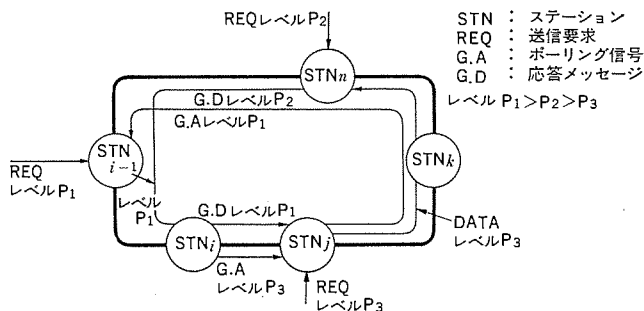 REQレベルP2
STN : ステーション
REQ : 送信要求
G.A : ポーリング信号
G.D : 応答メッセージ
レベル P1>P2>P3
STNn
G.DレベルP2
G.AレベルP1
STN
i-1
STNk
REQ
レベルP1
レベル
P1
G.DレベルP1
DATA
レベルP3
STNi
STNj
G.A
レベルP3
REQ
レベルP3